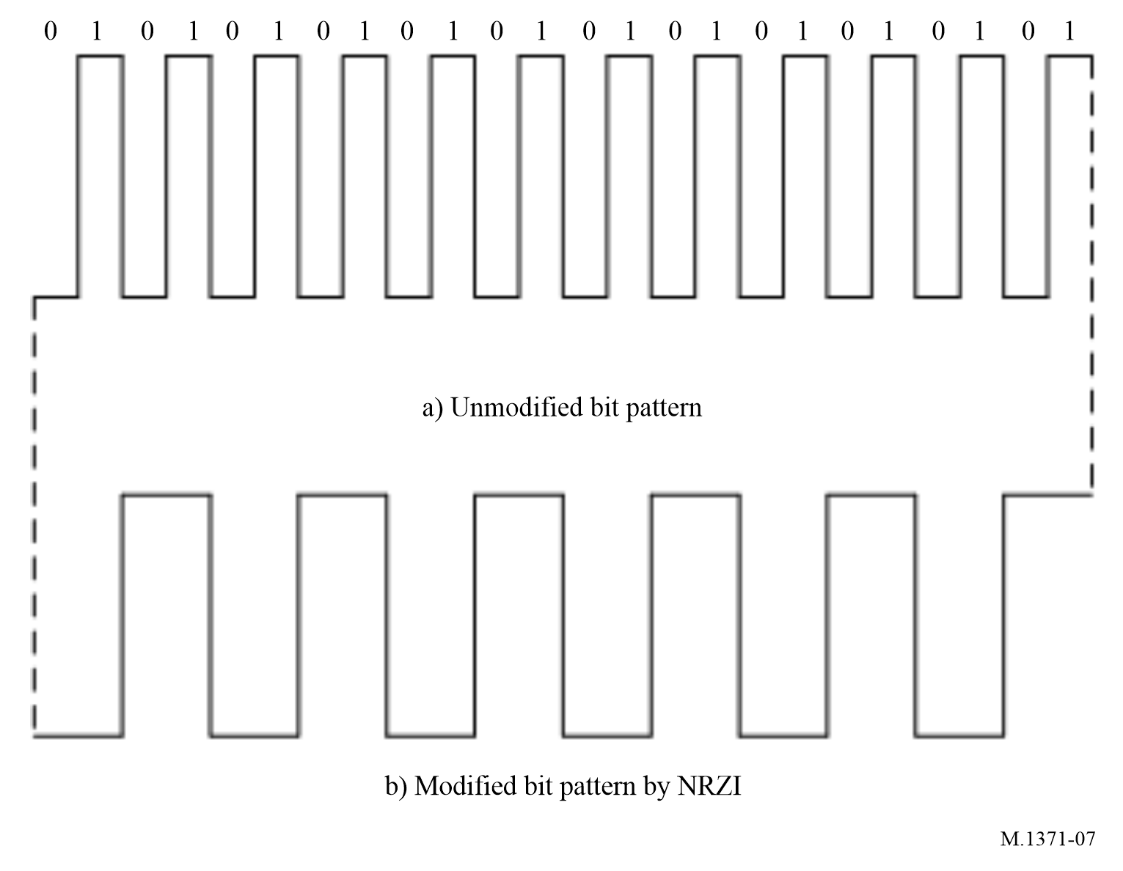 0 1 0 1 0 1 0 1 0 1 0 1 0 1 0 1 0 1 0 1 0 1 0 1
a) Unmodified bit pattern
b) Modified bit pattern by NRZI
M.1371-07